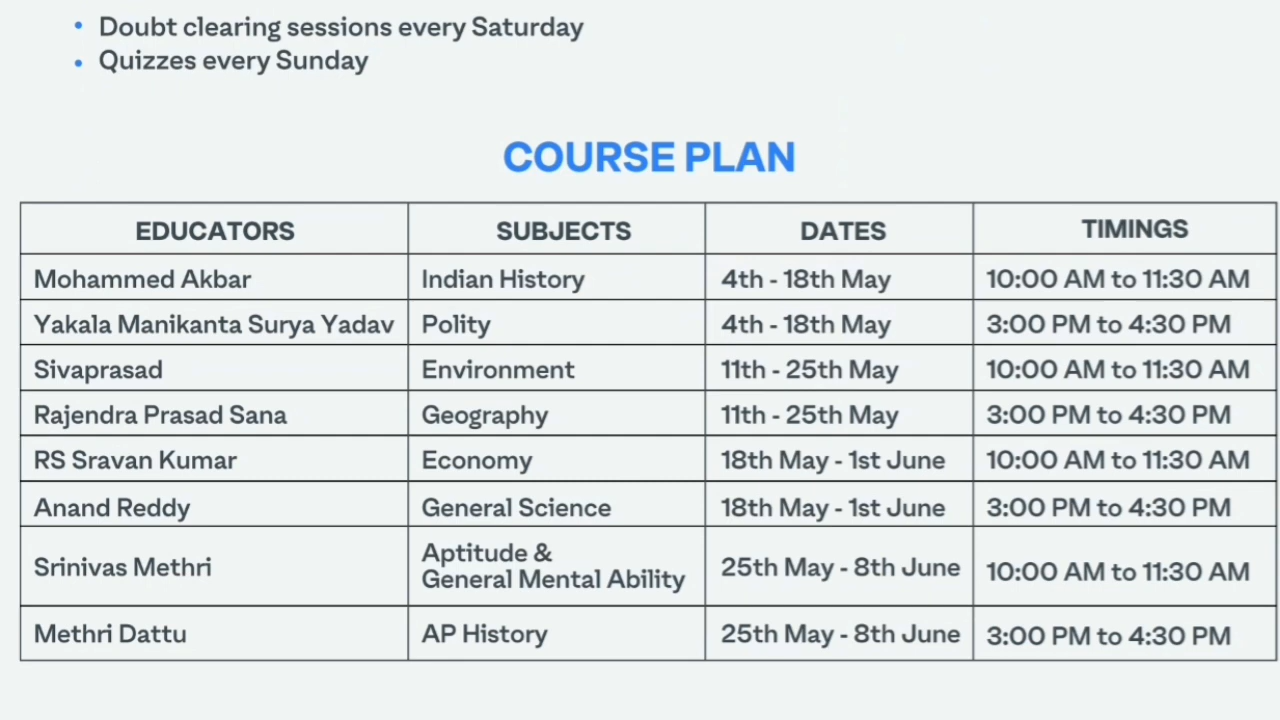 • Doubt clearing sessions every Saturday
• Quizzes every Sunday
COURSE PLAN
EDUCATORS SUBJECTS DATES TIMINGS
Mohammed Akbar Indian History 4th - 18th May 10:00 AM to 11:30 AM
Yakala Manikanta Surya Yadav Polity 4th - 18th May 3:00 PM to 4:30 PM
Sivaprasad Environment 11th - 25th May 10:00 AM to 11:30 AM
Rajendra Prasad Sana Geography 11th - 25th May 3:00 PM to 4:30 PM
RS Sravan Kumar Economy 18th May - 1st June 10:00 AM to 11:30 AM
Anand Reddy General Science 18th May - 1st June 3:00 PM to 4:30 PM
Srinivas Methri Aptitude &
General Mental Ability 25th May - 8th June 10:00 AM to 11:30 AM
Methri Dattu AP History 25th May - 8th June 3:00 PM to 4:30 PM